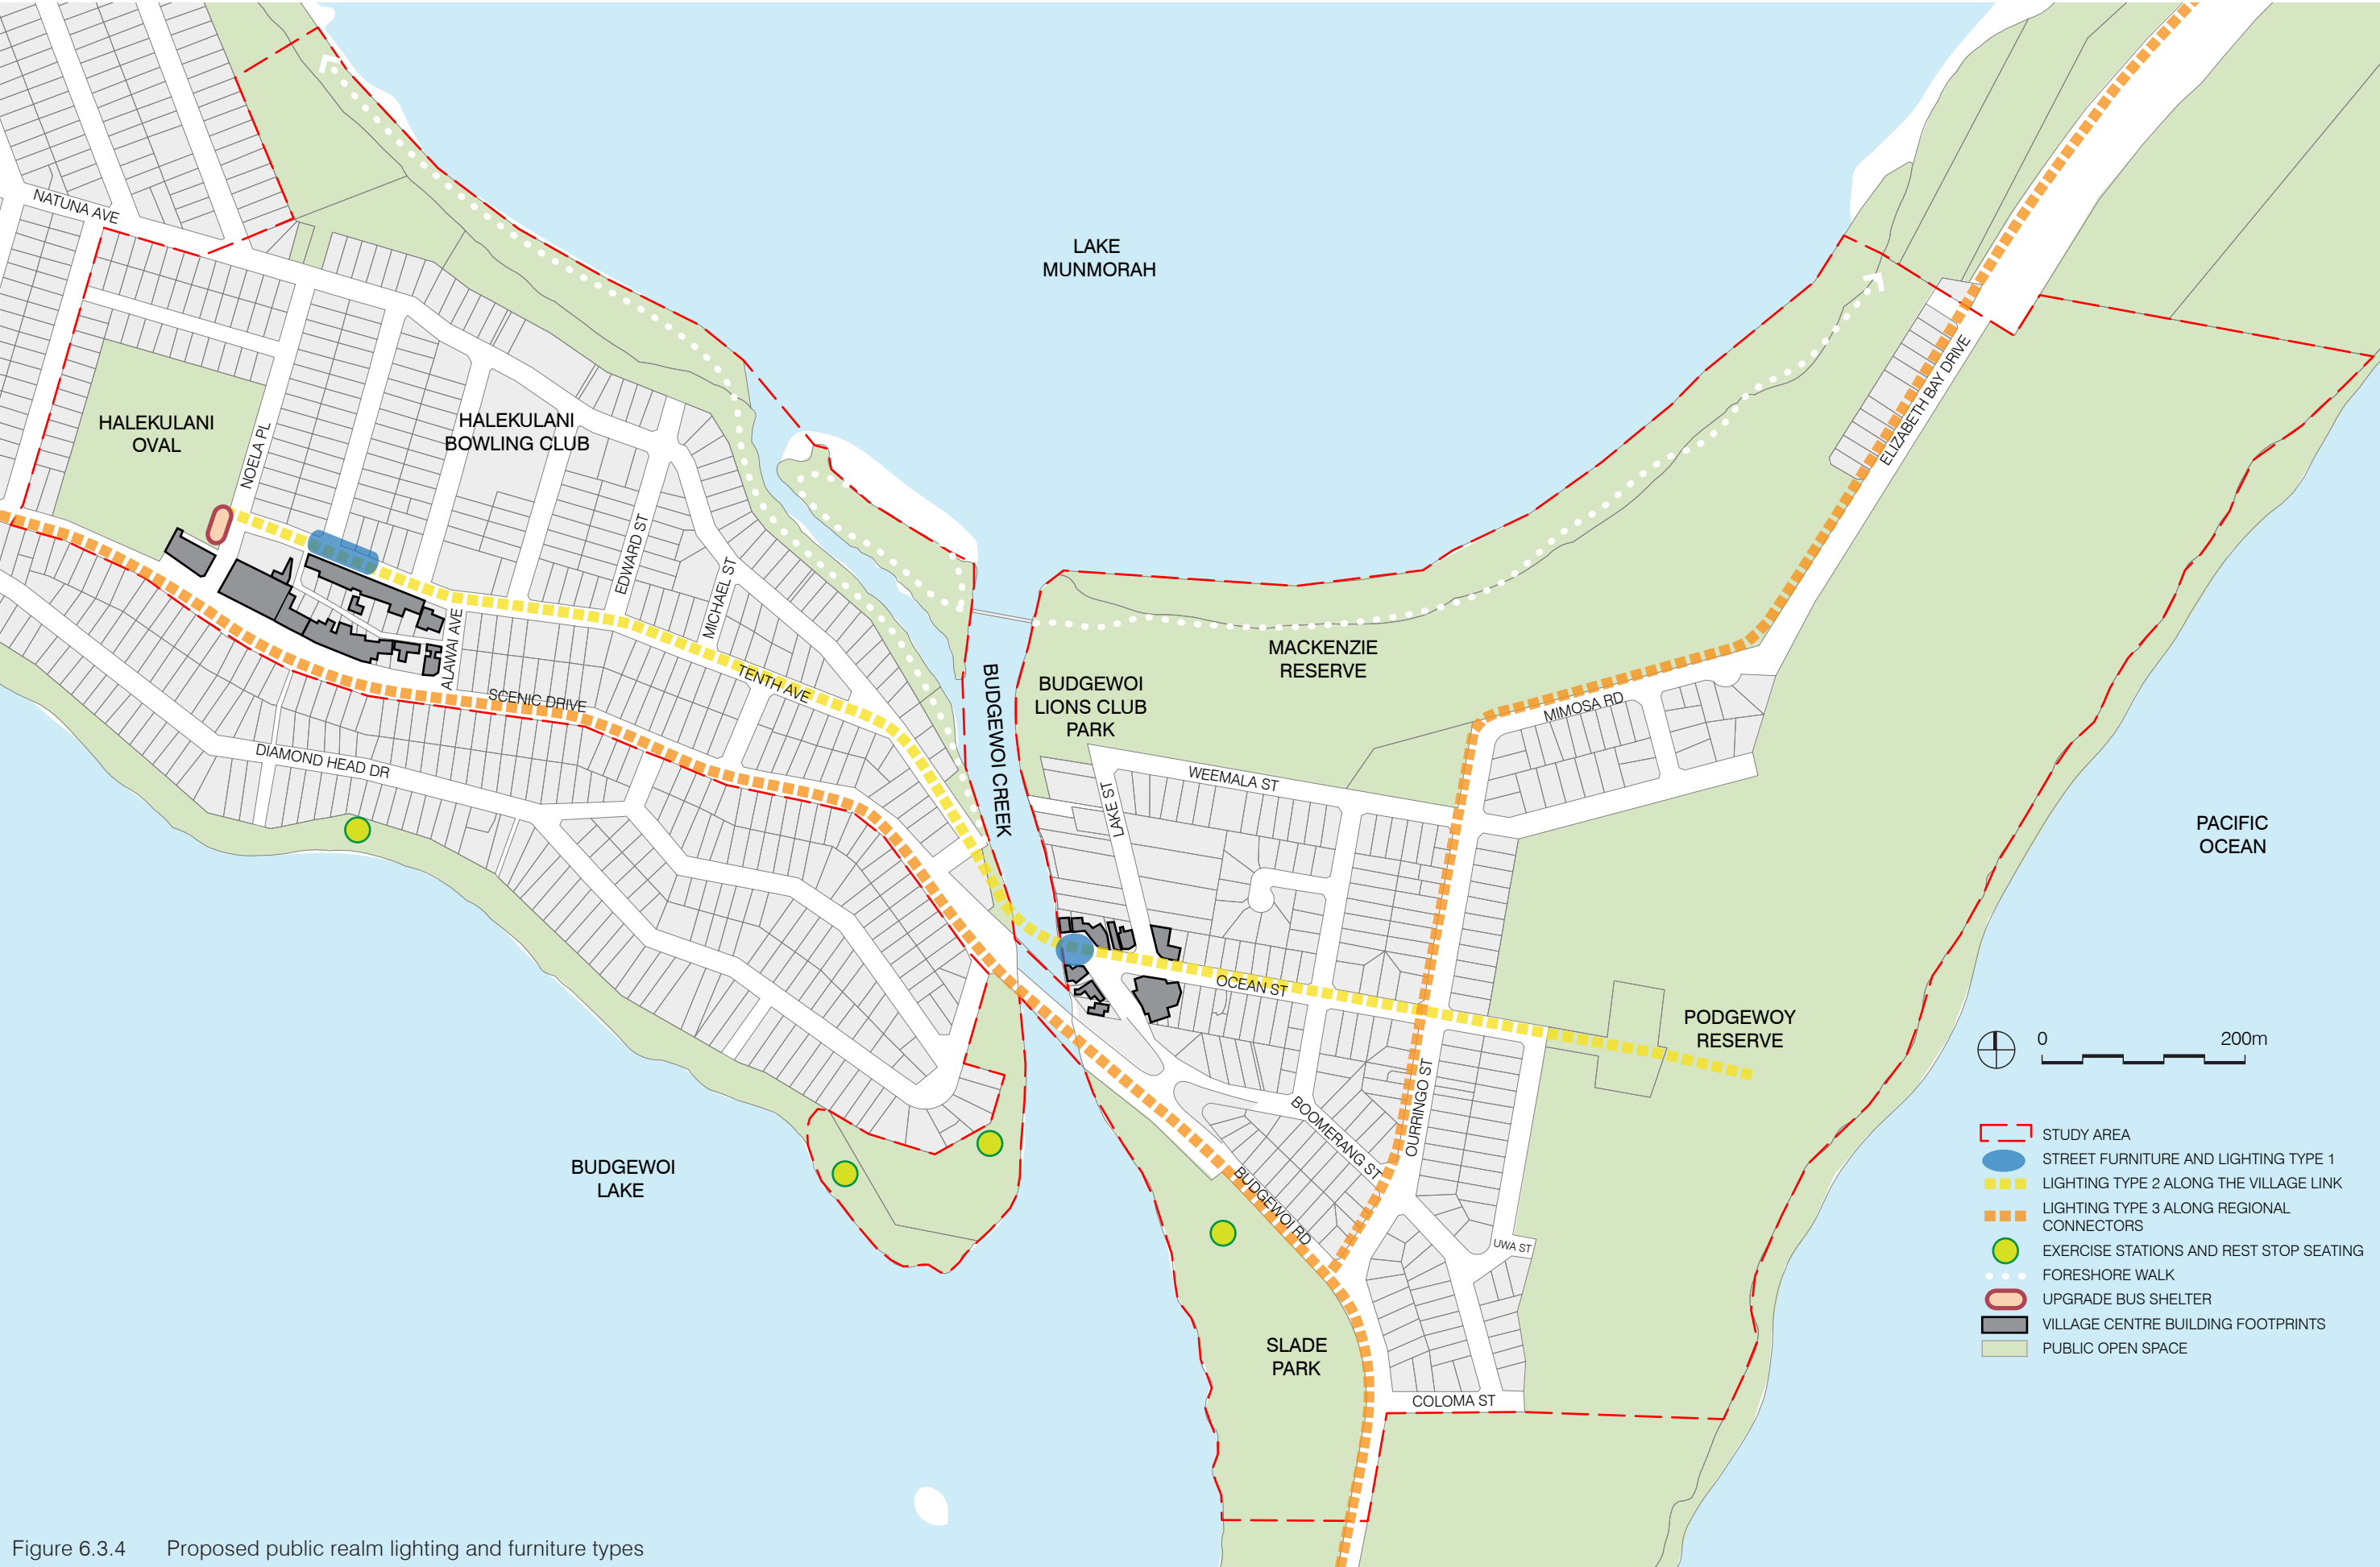 NATUNA AVE
LAKE
MUNMORAH
HALEKULANI
OVAL
NOELA PL
HALEKULANI
BOWLING CLUB
EDWARD ST
MICHAEL ST
ALAWAI AVE
TENTH AVE
SCENIC DRIVE
DIAMOND HEAD DR
BUDGEWOI CREEK
BUDGEWOI
LIONS CLUB
PARK
MACKENZIE
RESERVE
ELIZABETH BAY DRIVE
MIMOSA RD
WEEMALA ST
LAKE ST
OCEAN ST
OURRINGO ST
BOOMERANG ST
BUDGEWOI RD
UWA ST
PODGEWOY
RESERVE
PACIFIC
OCEAN
BUDGEWOI
LAKE
SLADE
PARK
COLOMA ST
0 200m
STUDY AREA
STREET FURNITURE AND LIGHTING TYPE 1
LIGHTING TYPE 2 ALONG THE VILLAGE LINK
LIGHTING TYPE 3 ALONG REGIONAL
CONNECTORS
EXERCISE STATIONS AND REST STOP SEATING
FORESHORE WALK
UPGRADE BUS SHELTER
VILLAGE CENTRE BUILDING FOOTPRINTS
PUBLIC OPEN SPACE
Figure 6.3.4 Proposed public realm lighting and furniture types